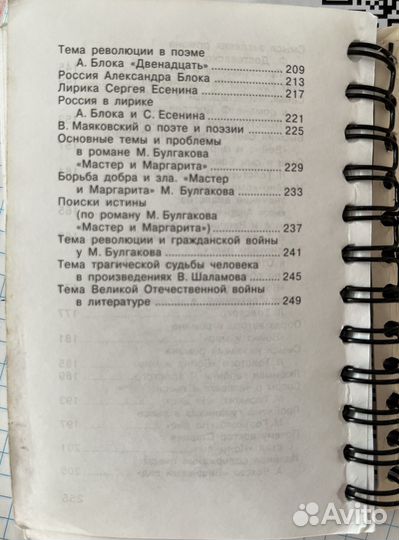 Тема революции в поэме
А. Блока «Двенадцать» 209
Россия Александра Блока 213
Лирика Сергея Есенина 217
Россия в лирике
А. Блока и С. Есенина 221
В. Маяковский о поэте и поэзии 225
Основные темы и проблемы
в романе М. Булгакова
«Мастер и Маргарита» 229
Борьба добра и зла. «Мастер
и Маргарита» М. Булгакова 233
Поиски истины
(по роману М. Булгакова
«Мастер и Маргарита») 237
Тема революции и гражданской войны
у М. Булгакова 241
Тема трагической судьбы человека
в произведениях В. Шаламова 245
Тема Великой Отечественной войны
в литературе 249
Avito